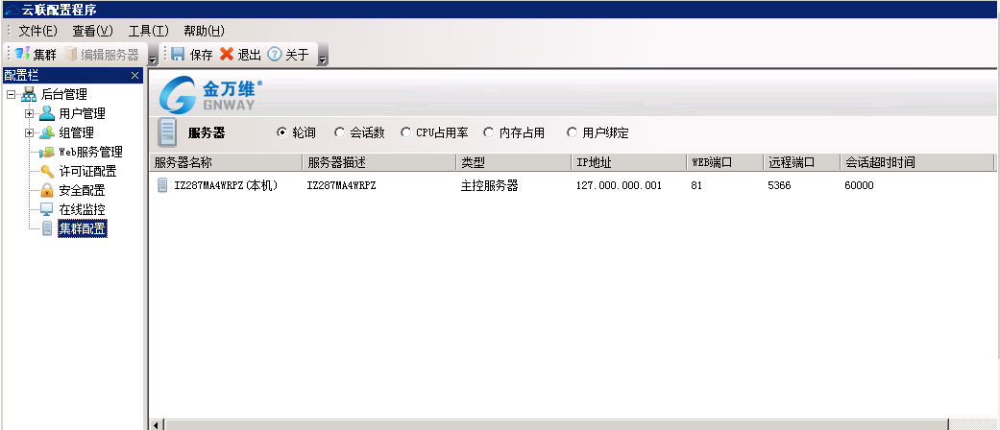 云联配置程序
文件(F) 查看(V) 工具(T) 帮助(H)
集群 编辑服务器 保存 退出 关于
配置栏
后台管理
用户管理
组管理
Web服务管理
许可证配置
安全配置
在线监控
集群配置
金万维®
GNWAY
服务器 轮询 会话数 CPU占用率 内存占用 用户绑定
服务器名称 服务器描述 类型 IP地址 WEB端口 远程端口 会话超时时间
IZ287MA4WRPZ(本机) IZ287MA4WRPZ 主控服务器 127.000.000.001 81 5366 60000